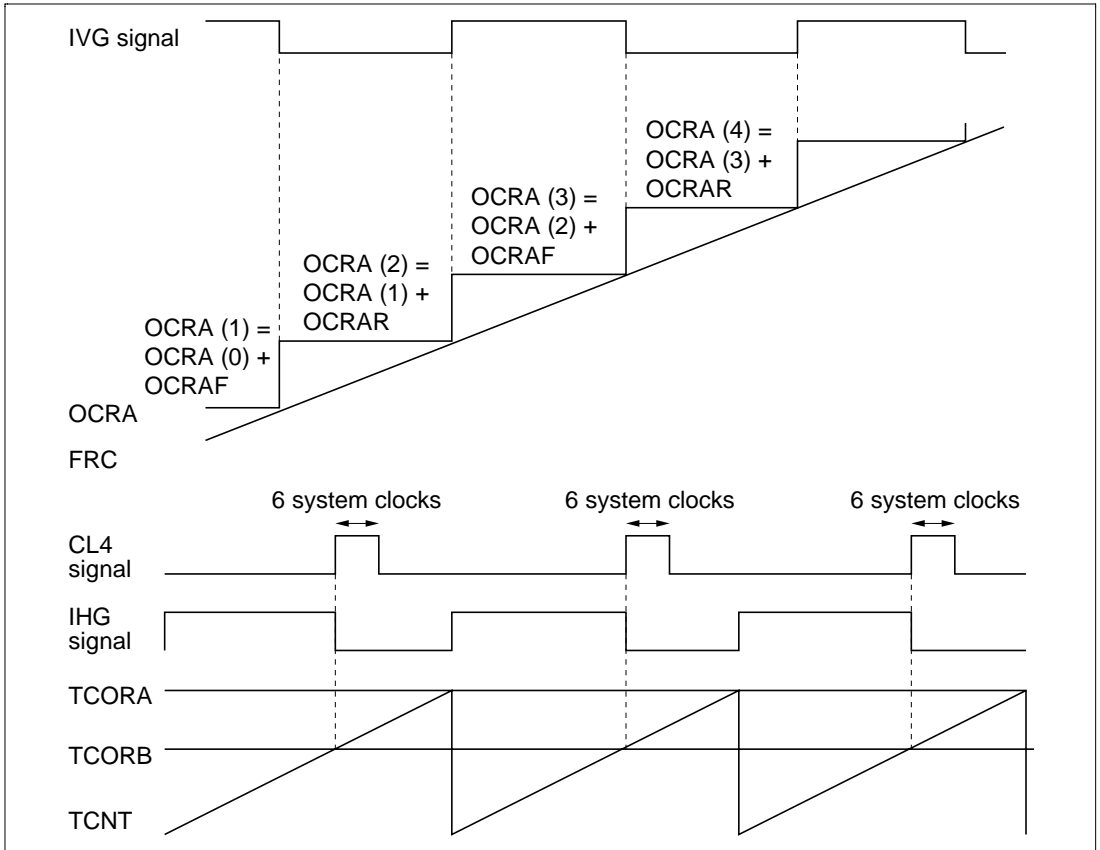 IVG signal
OCRA (4) =
OCRA (3) +
OCRAR
OCRA (3) =
OCRA (2) +
OCRAF
OCRA (2) =
OCRA (1) +
OCRAR
OCRA (1) =
OCRA (0) +
OCRAF
OCRA
FRC
6 system clocks 6 system clocks 6 system clocks
CL4
signal
IHG
signal
TCORA
TCORB
TCNT